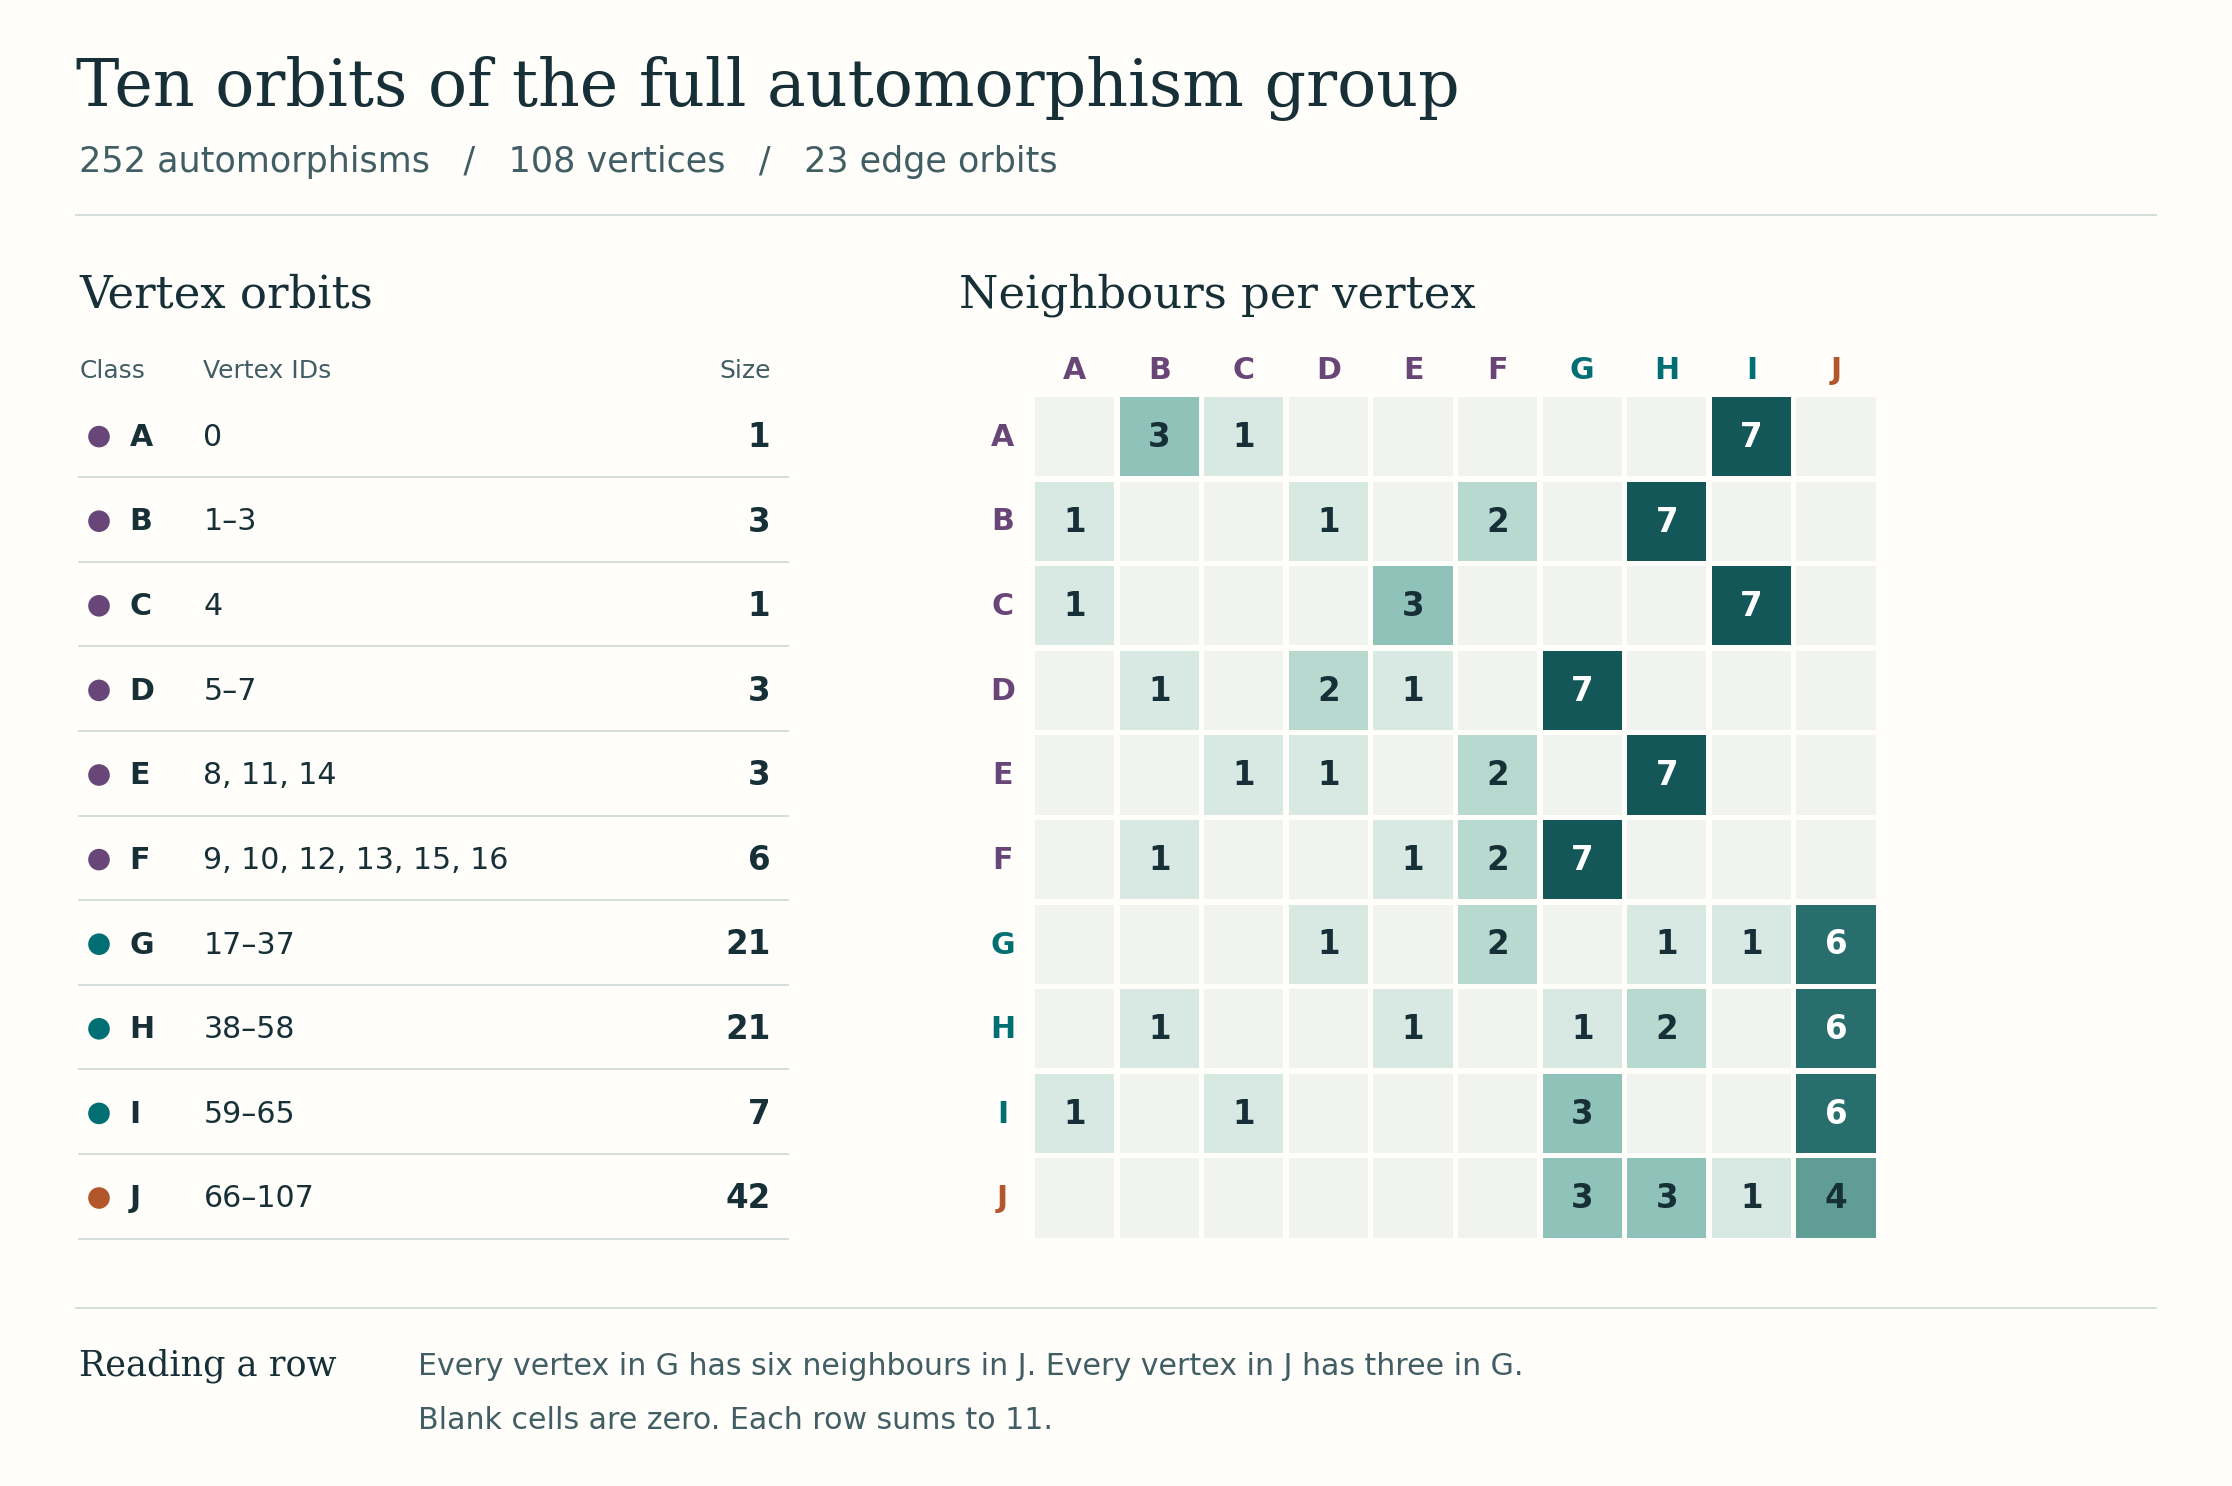 Ten orbits of the full automorphism group
252 automorphisms / 108 vertices / 23 edge orbits
Vertex orbits
Class Vertex IDs Size
A 0 1
B 1–3 3
C 4 1
D 5–7 3
E 8, 11, 14 3
F 9, 10, 12, 13, 15, 16 6
G 17–37 21
H 38–58 21
I 59–65 7
J 66–107 42
Neighbours per vertex
A B C D E F G H I J
A 3 1 7
B 1 1 2 7
C 1 3 7
D 1 2 1 7
E 1 1 2 7
F 1 1 2 7
G 1 2 1 1 6
H 1 1 1 2 6
I 1 1 3 6
J 3 3 1 4
Reading a row
Every vertex in G has six neighbours in J. Every vertex in J has three in G.
Blank cells are zero. Each row sums to 11.